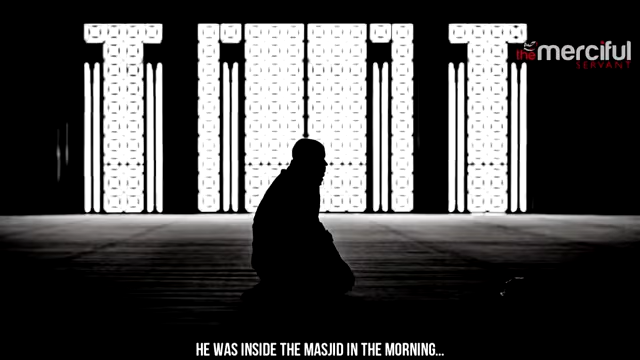 the merciful
SERVANT
HE WAS INSIDE THE MASJID IN THE MORNING...